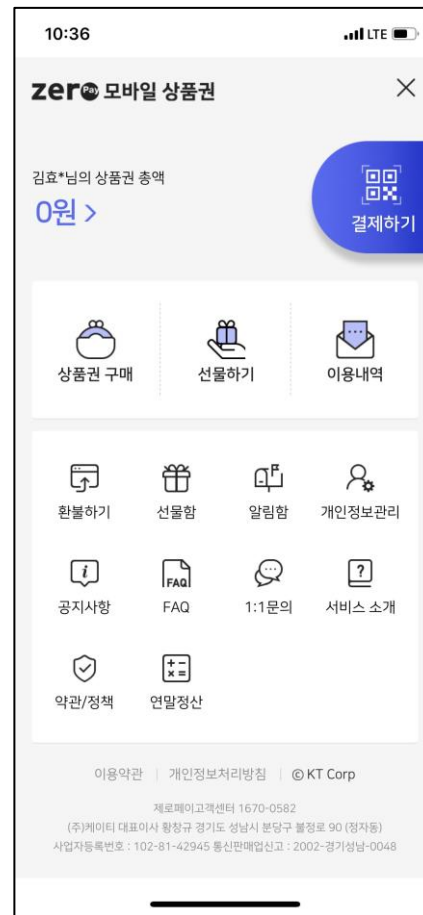 10:36 LTE
zero Pay 모바일 상품권
김효*님의 상품권 총액
0원 >
결제하기
상품권 구매 선물하기 이용내역
환불하기 선물함 알림함 개인정보관리
i FAQ ?
공지사항 FAQ 1:1문의 서비스 소개
약관/정책 연말정산
이용약관 | 개인정보처리방침 | © KT Corp
제로페이고객센터 1670-0582
(주)케이티 대표이사 황창규 경기도 성남시 분당구 불정로 90 (정자동)
사업자등록번호 : 102-81-42945 통신판매업신고 : 2002-경기성남-0048